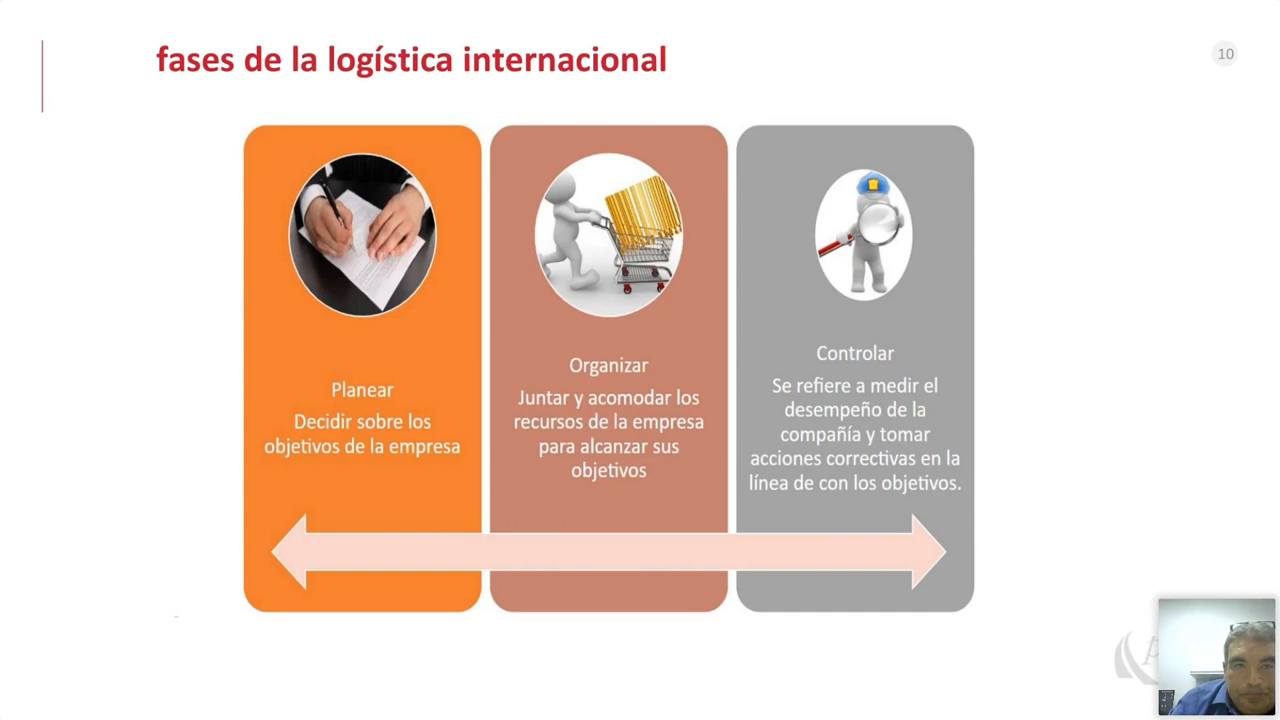 fases de la logística internacional
10
Planear
Decidir sobre los
objetivos de la empresa
Organizar
Juntar y acomodar los
recursos de la empresa
para alcanzar sus
objetivos
Controlar
Se refiere a medir el
desempeño de la
compañía y tomar
acciones correctivas en la
línea de con los objetivos.